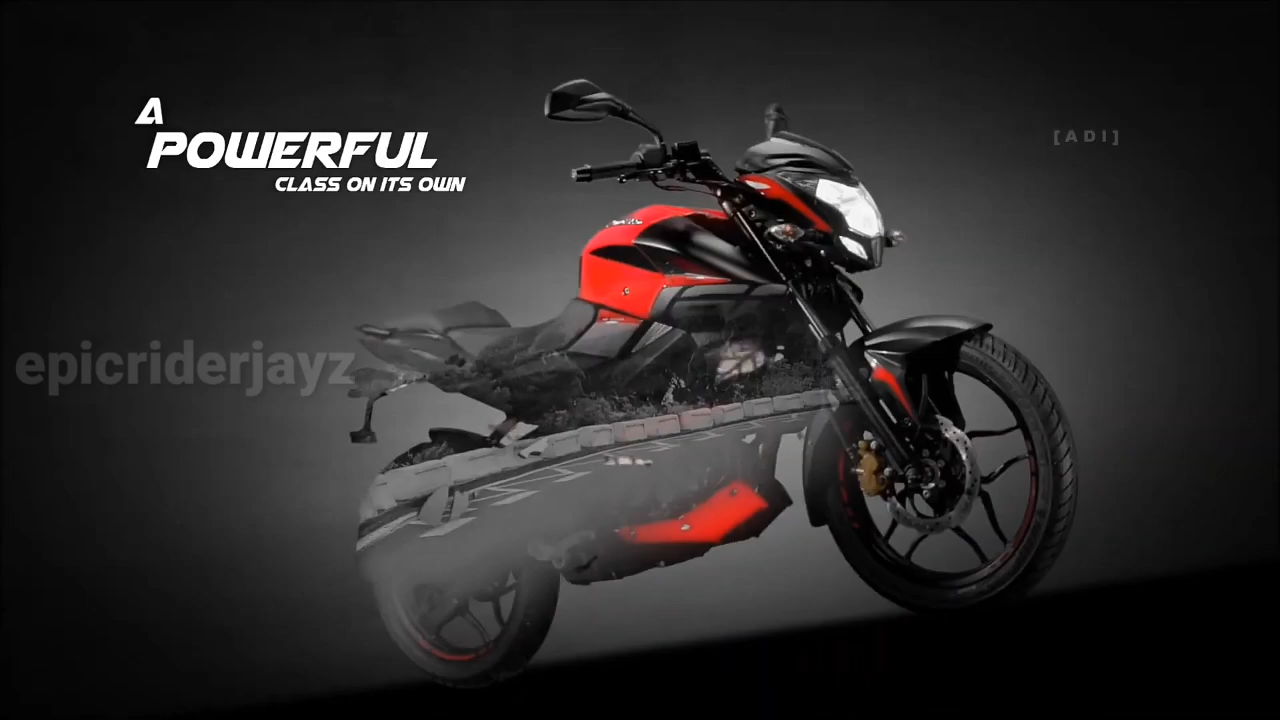 A
POWERFUL
CLASS ON ITS OWN
[ADI]
epicriderjayz